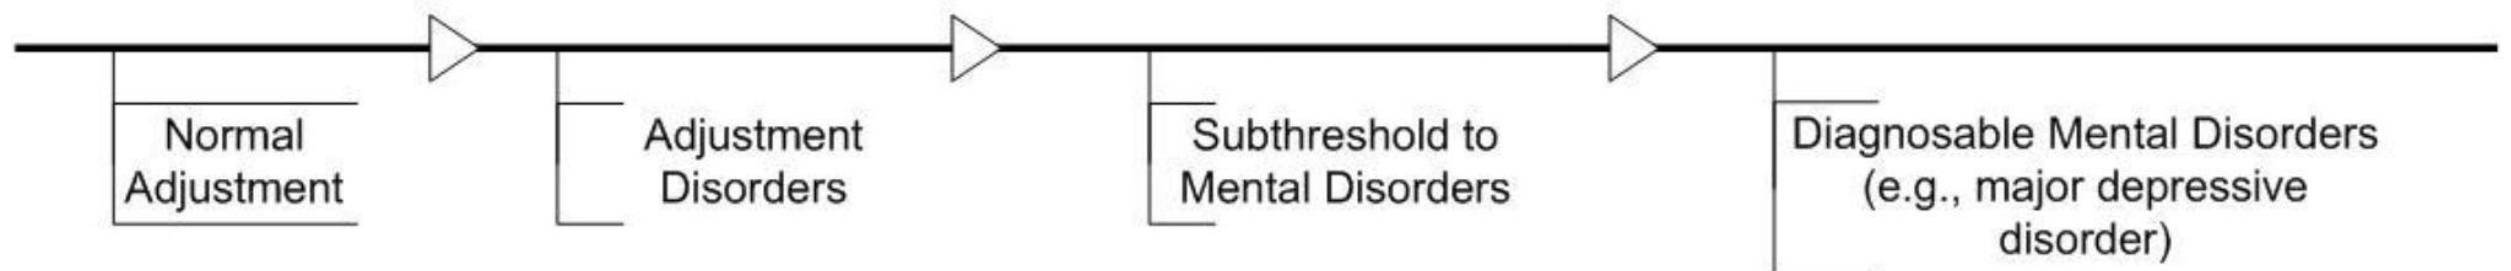 Normal
Adjustment
Adjustment
Disorders
Subthreshold to
Mental Disorders
Diagnosable Mental Disorders
(e.g., major depressive
disorder)